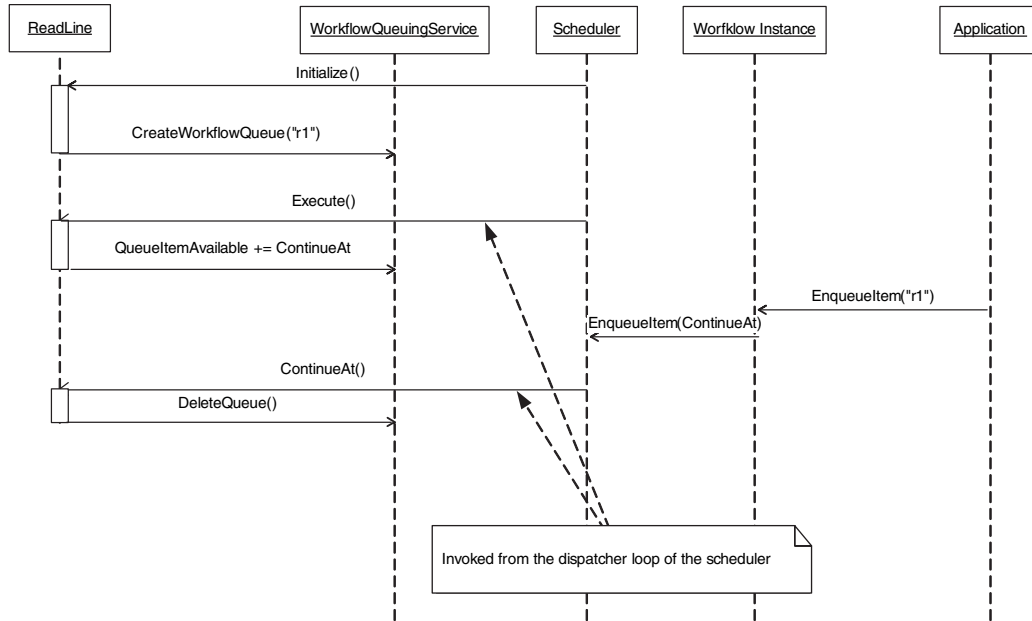 ReadLine
WorkflowQueuingService
Scheduler
Worfklow Instance
Application
Initialize()
CreateWorkflowQueue("r1")
Execute()
QueueItemAvailable += ContinueAt
EnqueueItem("r1")
EnqueueItem(ContinueAt)
ContinueAt()
DeleteQueue()
Invoked from the dispatcher loop of the scheduler